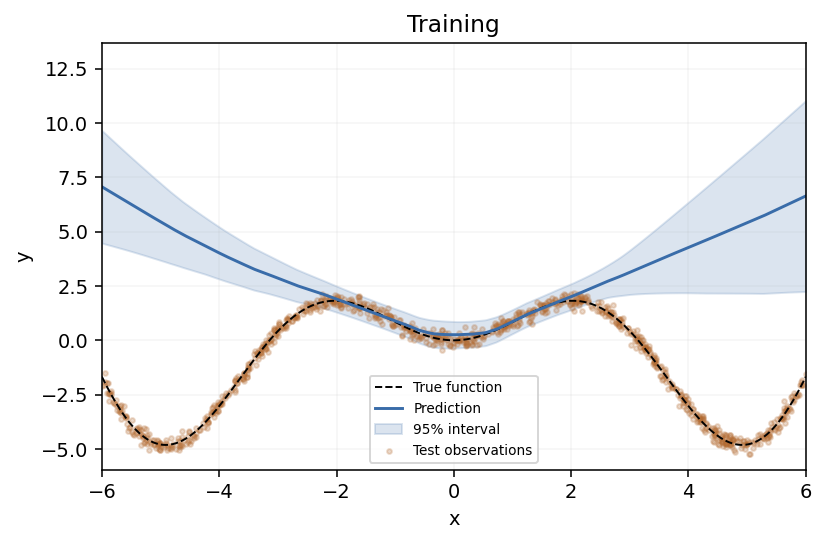 Training
12.5
10.0
7.5
5.0
2.5
0.0
−2.5
−5.0
y
True function
Prediction
95% interval
Test observations
−6 −4 −2 0 2 4 6
x